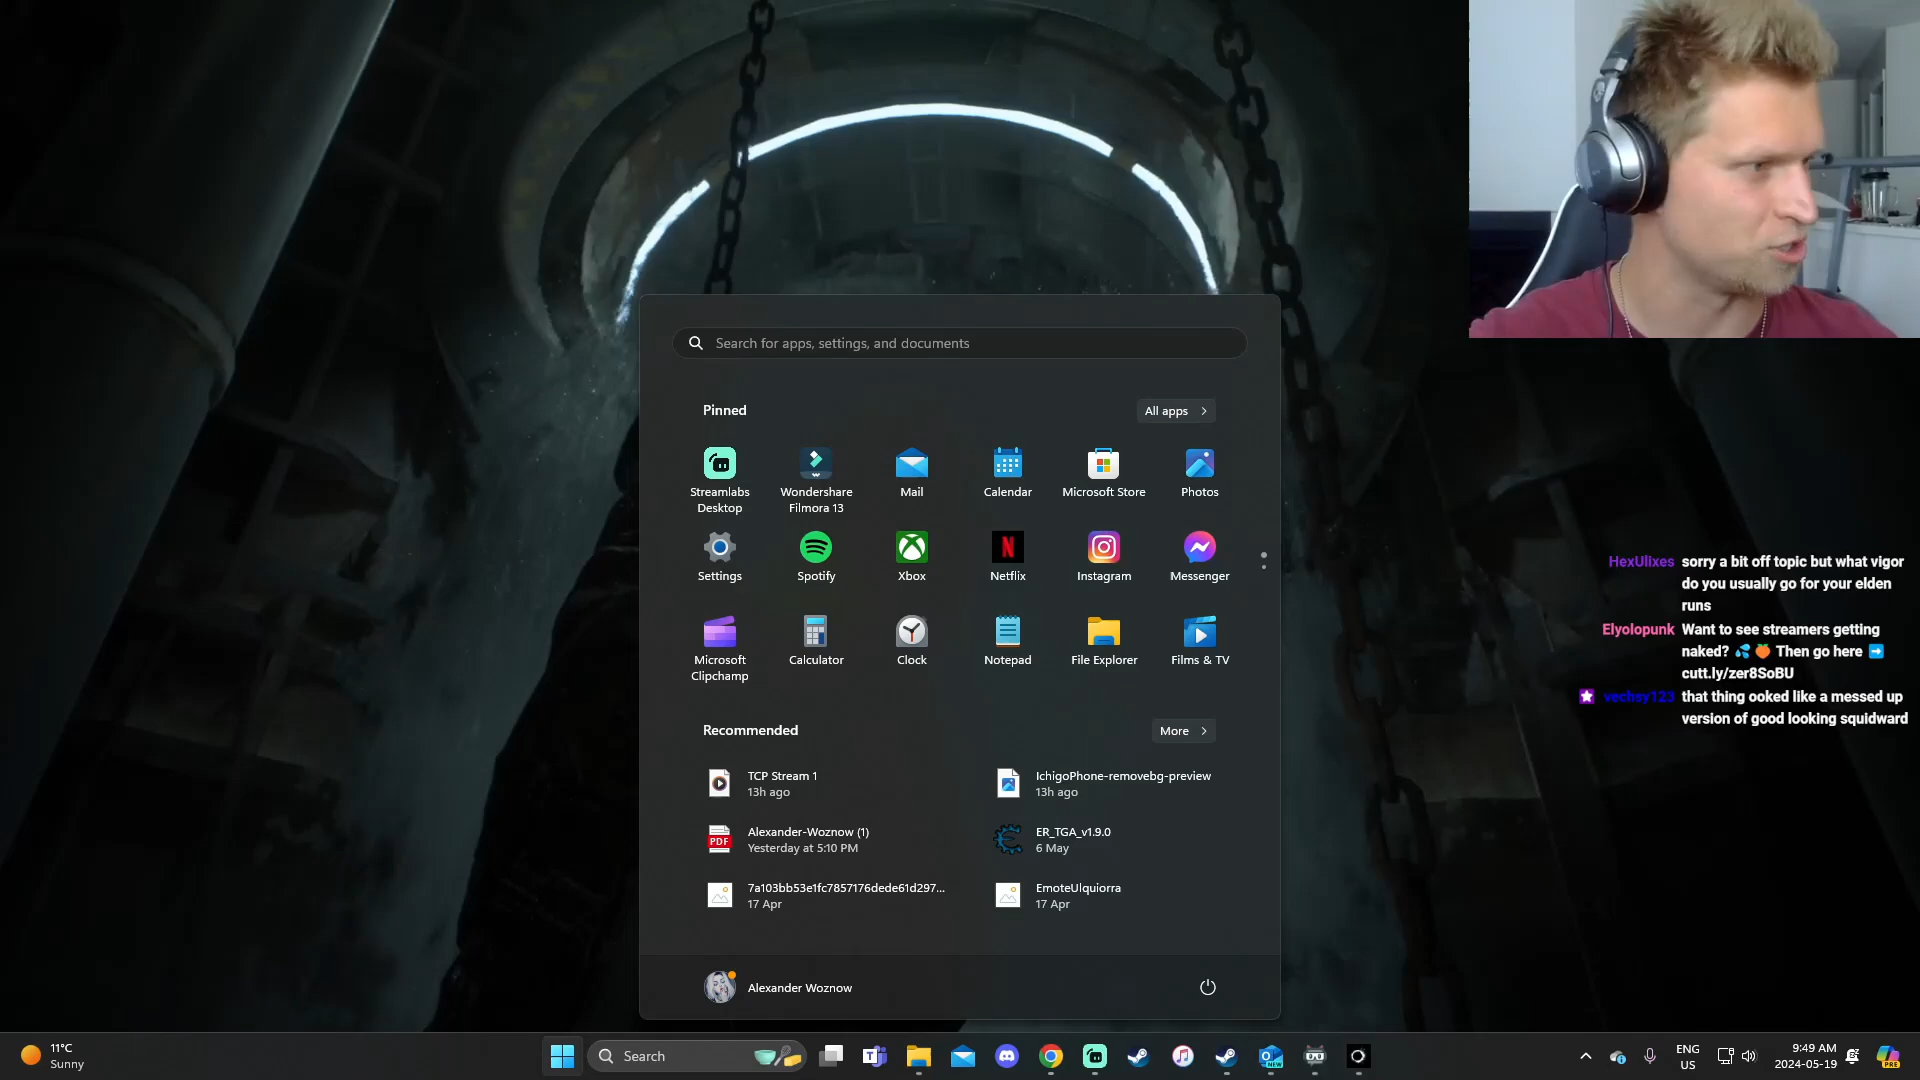 Search for apps, settings, and documents
Pinned
All apps
Streamlabs Desktop
Wondershare Filmora 13
Mail
Calendar
Microsoft Store
Photos
Settings
Spotify
Xbox
Netflix
Instagram
Messenger
Microsoft Clipchamp
Calculator
Clock
Notepad
File Explorer
Films & TV
Recommended
More
TCP Stream 1
13h ago
IchigoPhone-removebg-preview
13h ago
PDF
Alexander-Woznow (1)
Yesterday at 5:10 PM
ER_TGA_v1.9.0
6 May
7a103bb53e1fc7857176dede61d297...
17 Apr
EmoteUlquiorra
17 Apr
Alexander Woznow
HexUlixes sorry a bit off topic but what vigor
do you usually go for your elden
runs
Elyolopunk Want to see streamers getting
naked? 💦 🍑 Then go here ➡️
cutt.ly/zer8SoBU
vechsy123 that thing ooked like a messed up
version of good looking squidward
11°C
Sunny
Search
NEW
ENG
US
9:49 AM
2024-05-19
PRE